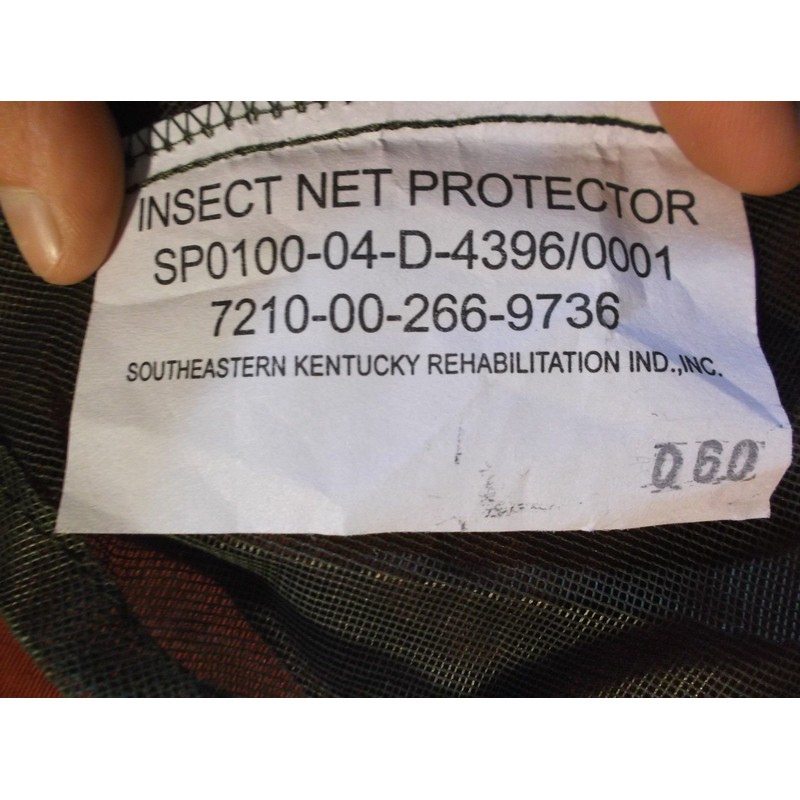 INSECT NET PROTECTOR
SP0100-04-D-4396/0001
7210-00-266-9736
SOUTHEASTERN KENTUCKY REHABILITATION IND.,INC.
060